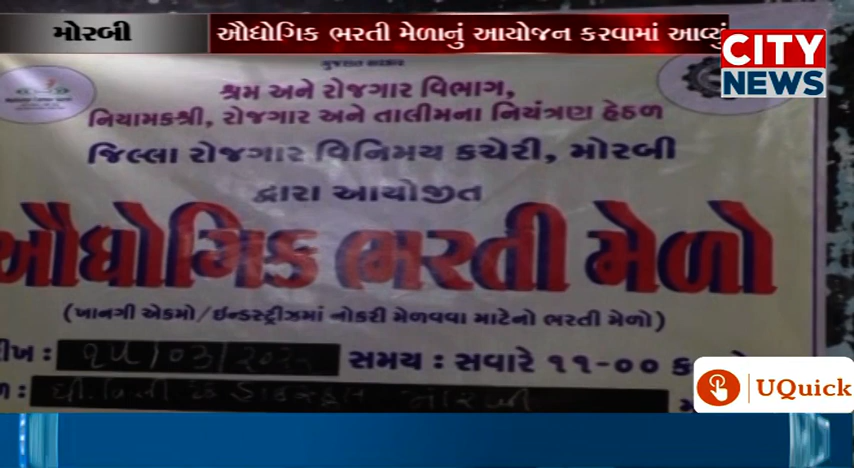 મોરબી
ઔધોગિક ભરતી મેળાનું આયોજન કરવામાં આવ્યું
CITY
NEWS
ગુજરાત સરકાર
શ્રમ અને રોજગાર વિભાગ,
નિયામકશ્રી, રોજગાર અને તાલીમના નિયંત્રણ હેઠળ
જિલ્લા રોજગાર વિનિમય કચેરી, મોરબી
દ્વારા આયોજીત
ઔધોગિક ભરતી મેળો
(ખાનગી એકમો/ઇન્ડસ્ટ્રીઝમાં નોકરી મેળવવા માટેનો ભરતી મેળો)
સમય : સવારે ૧૧-૦૦ ક
UQuick